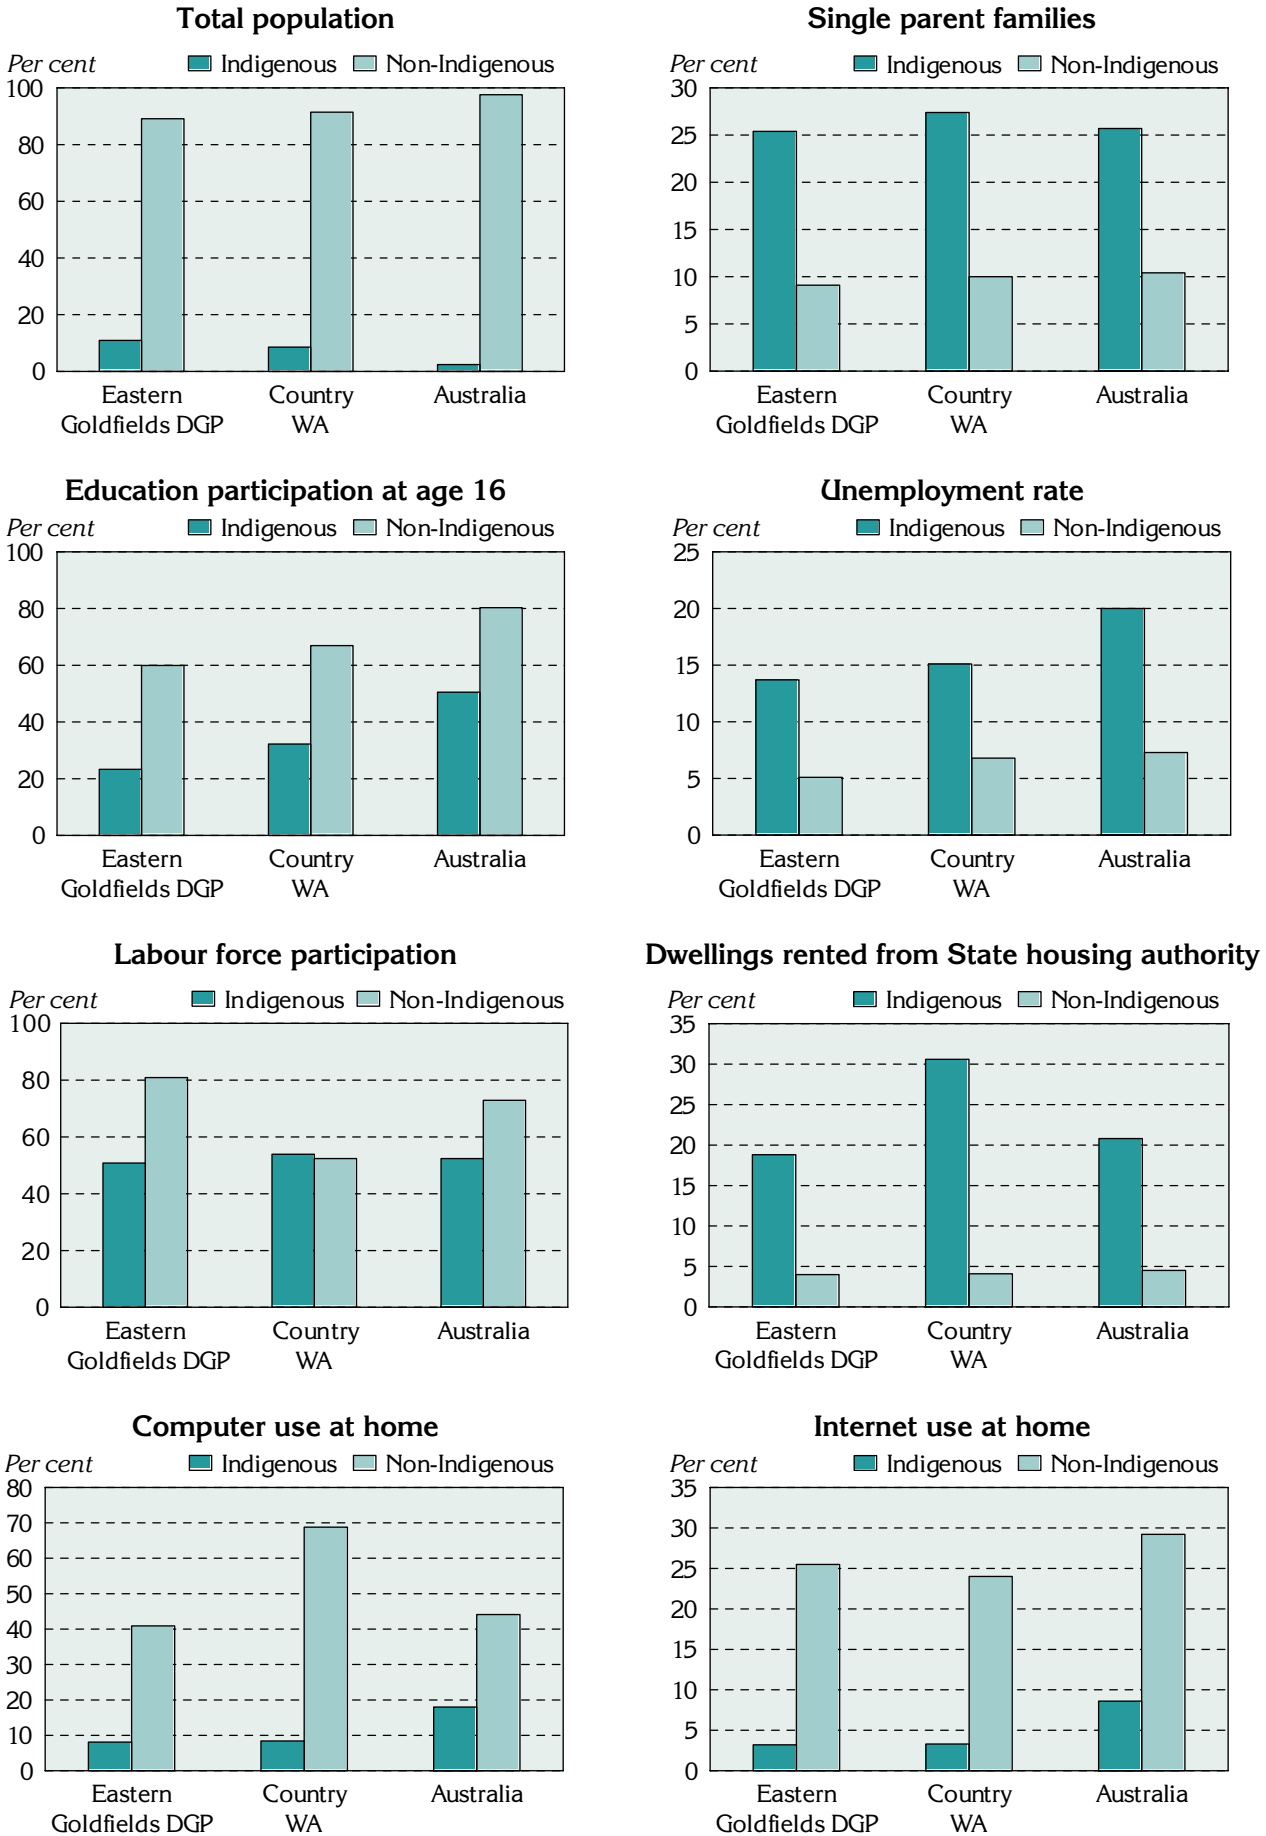 Total population
Per cent Indigenous Non-Indigenous
100
80
60
40
20
0
Eastern Country Australia
Goldfields DGP WA
Single parent families
Per cent Indigenous Non-Indigenous
30
25
20
15
10
5
0
Eastern Country Australia
Goldfields DGP WA
Education participation at age 16
Per cent Indigenous Non-Indigenous
100
80
60
40
20
0
Eastern Country Australia
Goldfields DGP WA
Unemployment rate
Per cent Indigenous Non-Indigenous
25
20
15
10
5
0
Eastern Country Australia
Goldfields DGP WA
Labour force participation
Per cent Indigenous Non-Indigenous
100
80
60
40
20
0
Eastern Country Australia
Goldfields DGP WA
Dwellings rented from State housing authority
Per cent Indigenous Non-Indigenous
35
30
25
20
15
10
5
0
Eastern Country Australia
Goldfields DGP WA
Computer use at home
Per cent Indigenous Non-Indigenous
80
70
60
50
40
30
20
10
0
Eastern Country Australia
Goldfields DGP WA
Internet use at home
Per cent Indigenous Non-Indigenous
35
30
25
20
15
10
5
0
Eastern Country Australia
Goldfields DGP WA